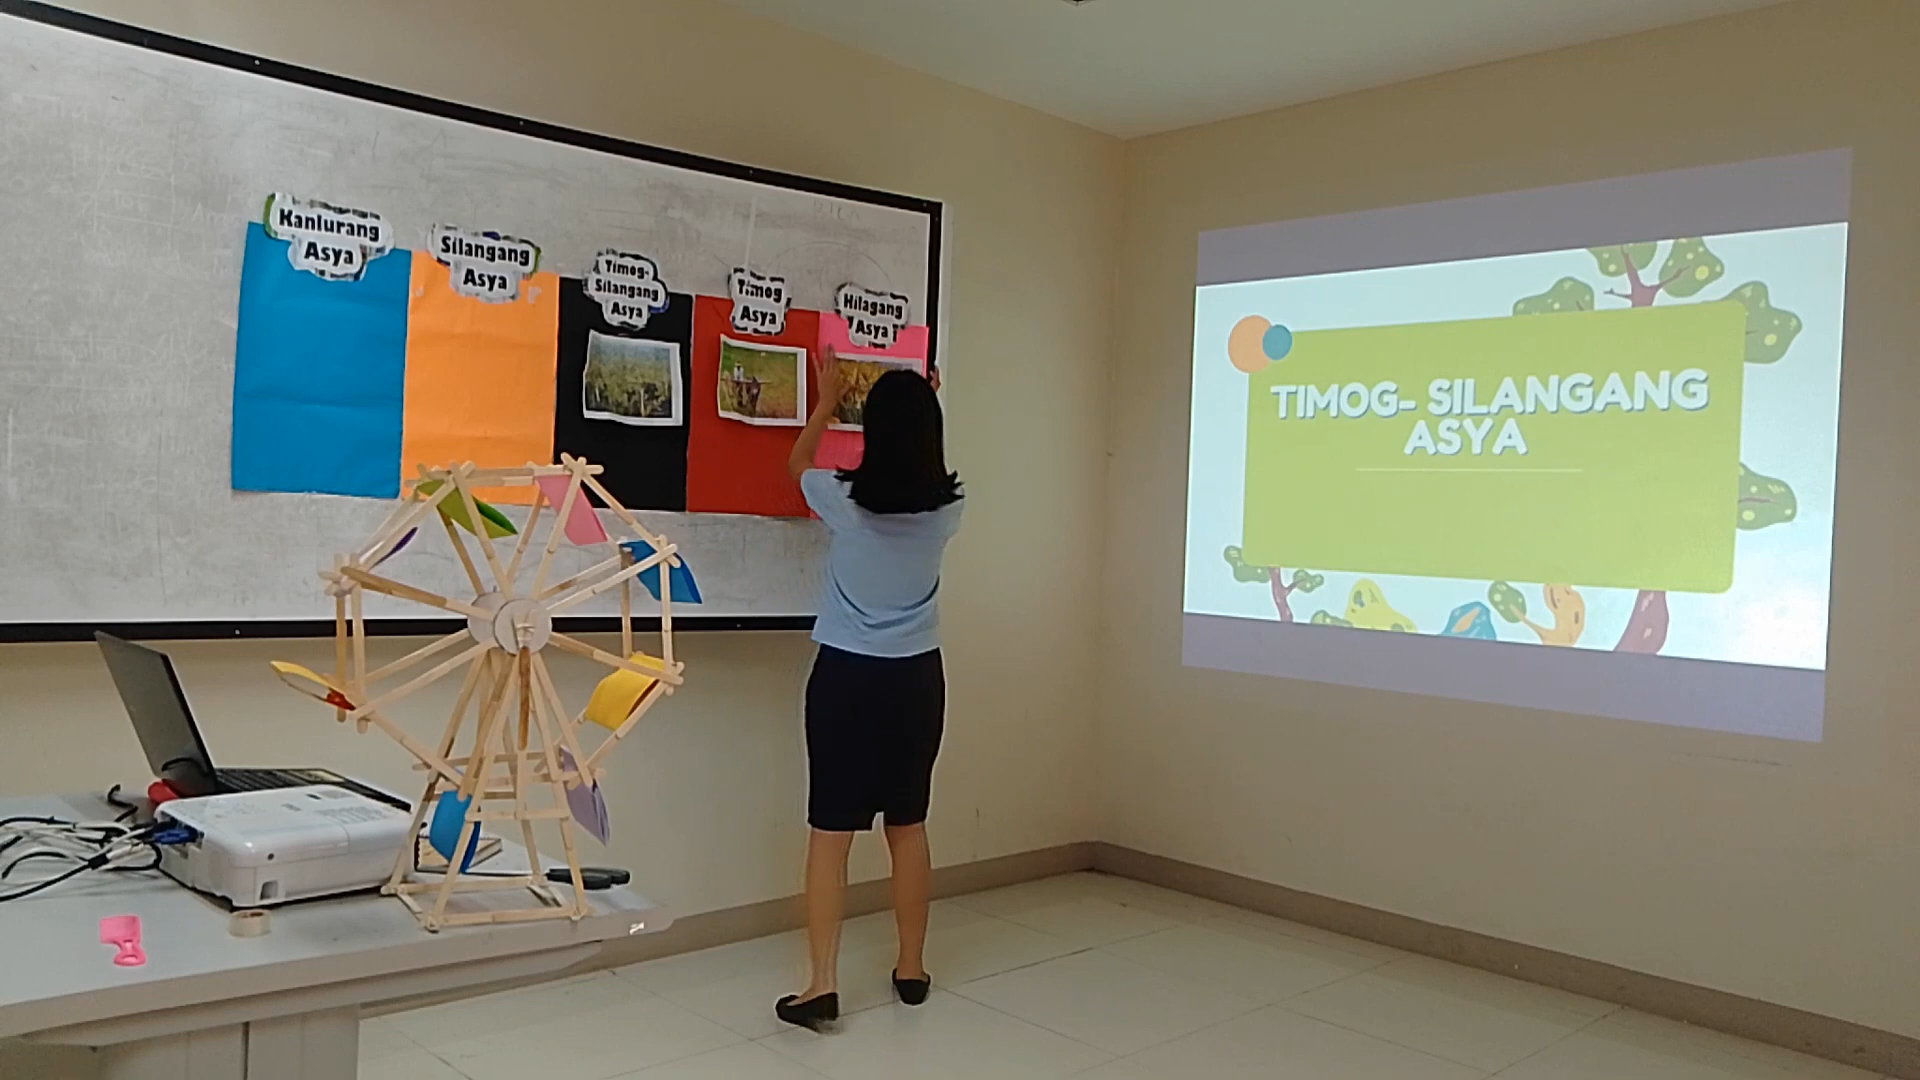 Kanlurang
Asya
Silangang
Asya
Timog-
Silangang
Asya
Timog
Asya
Hilagang
Asya
TIMOG- SILANGANG
ASYA